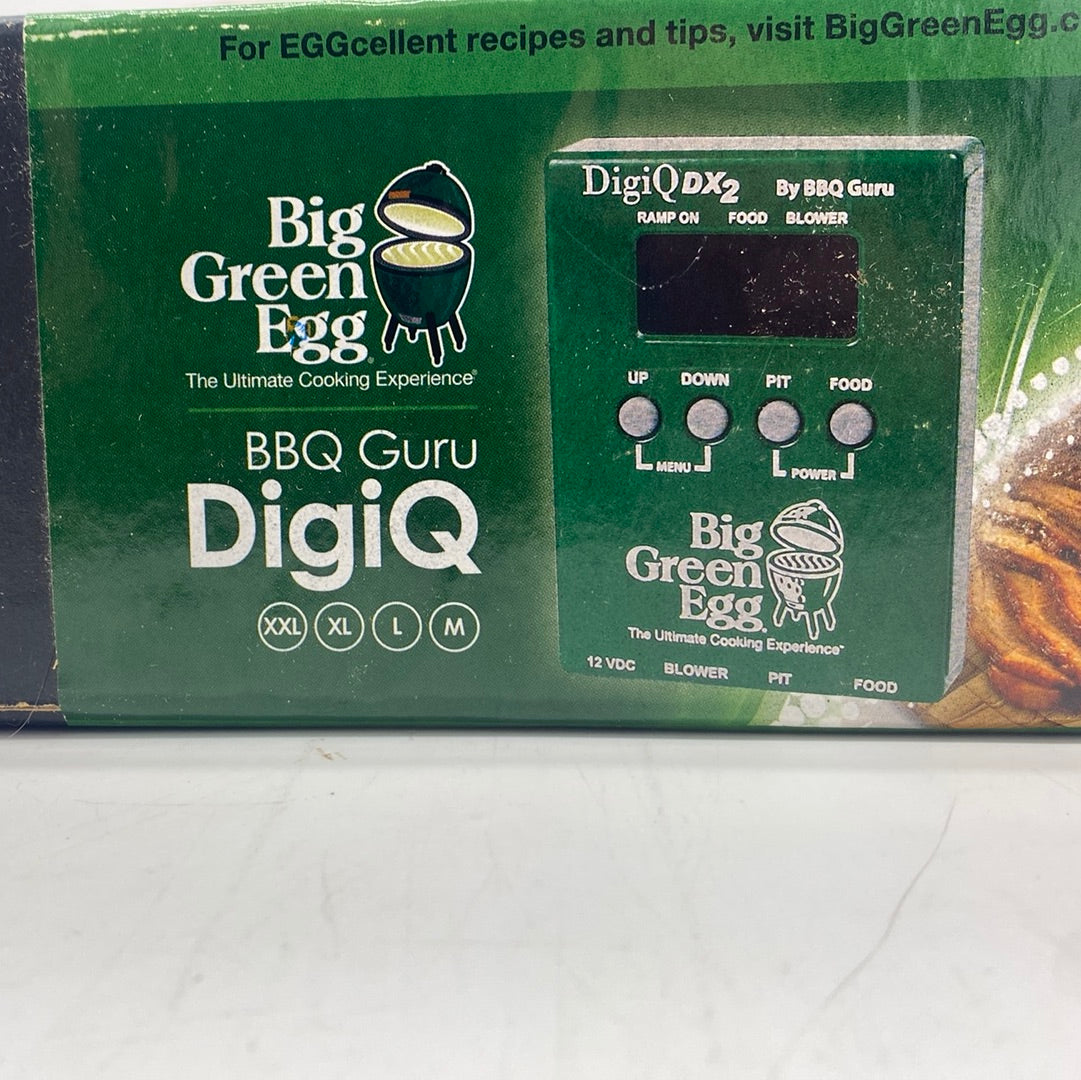 For EGGcellent recipes and tips, visit BigGreenEgg.c
Big
Green
Egg®
The Ultimate Cooking Experience®
BBQ Guru
DigiQ
XXL XL L M
DigiQ DX2 By BBQ Guru
RAMP ON FOOD BLOWER
UP DOWN PIT FOOD
MENU POWER
Big
Green
Egg®
The Ultimate Cooking Experience™
12 VDC BLOWER PIT FOOD